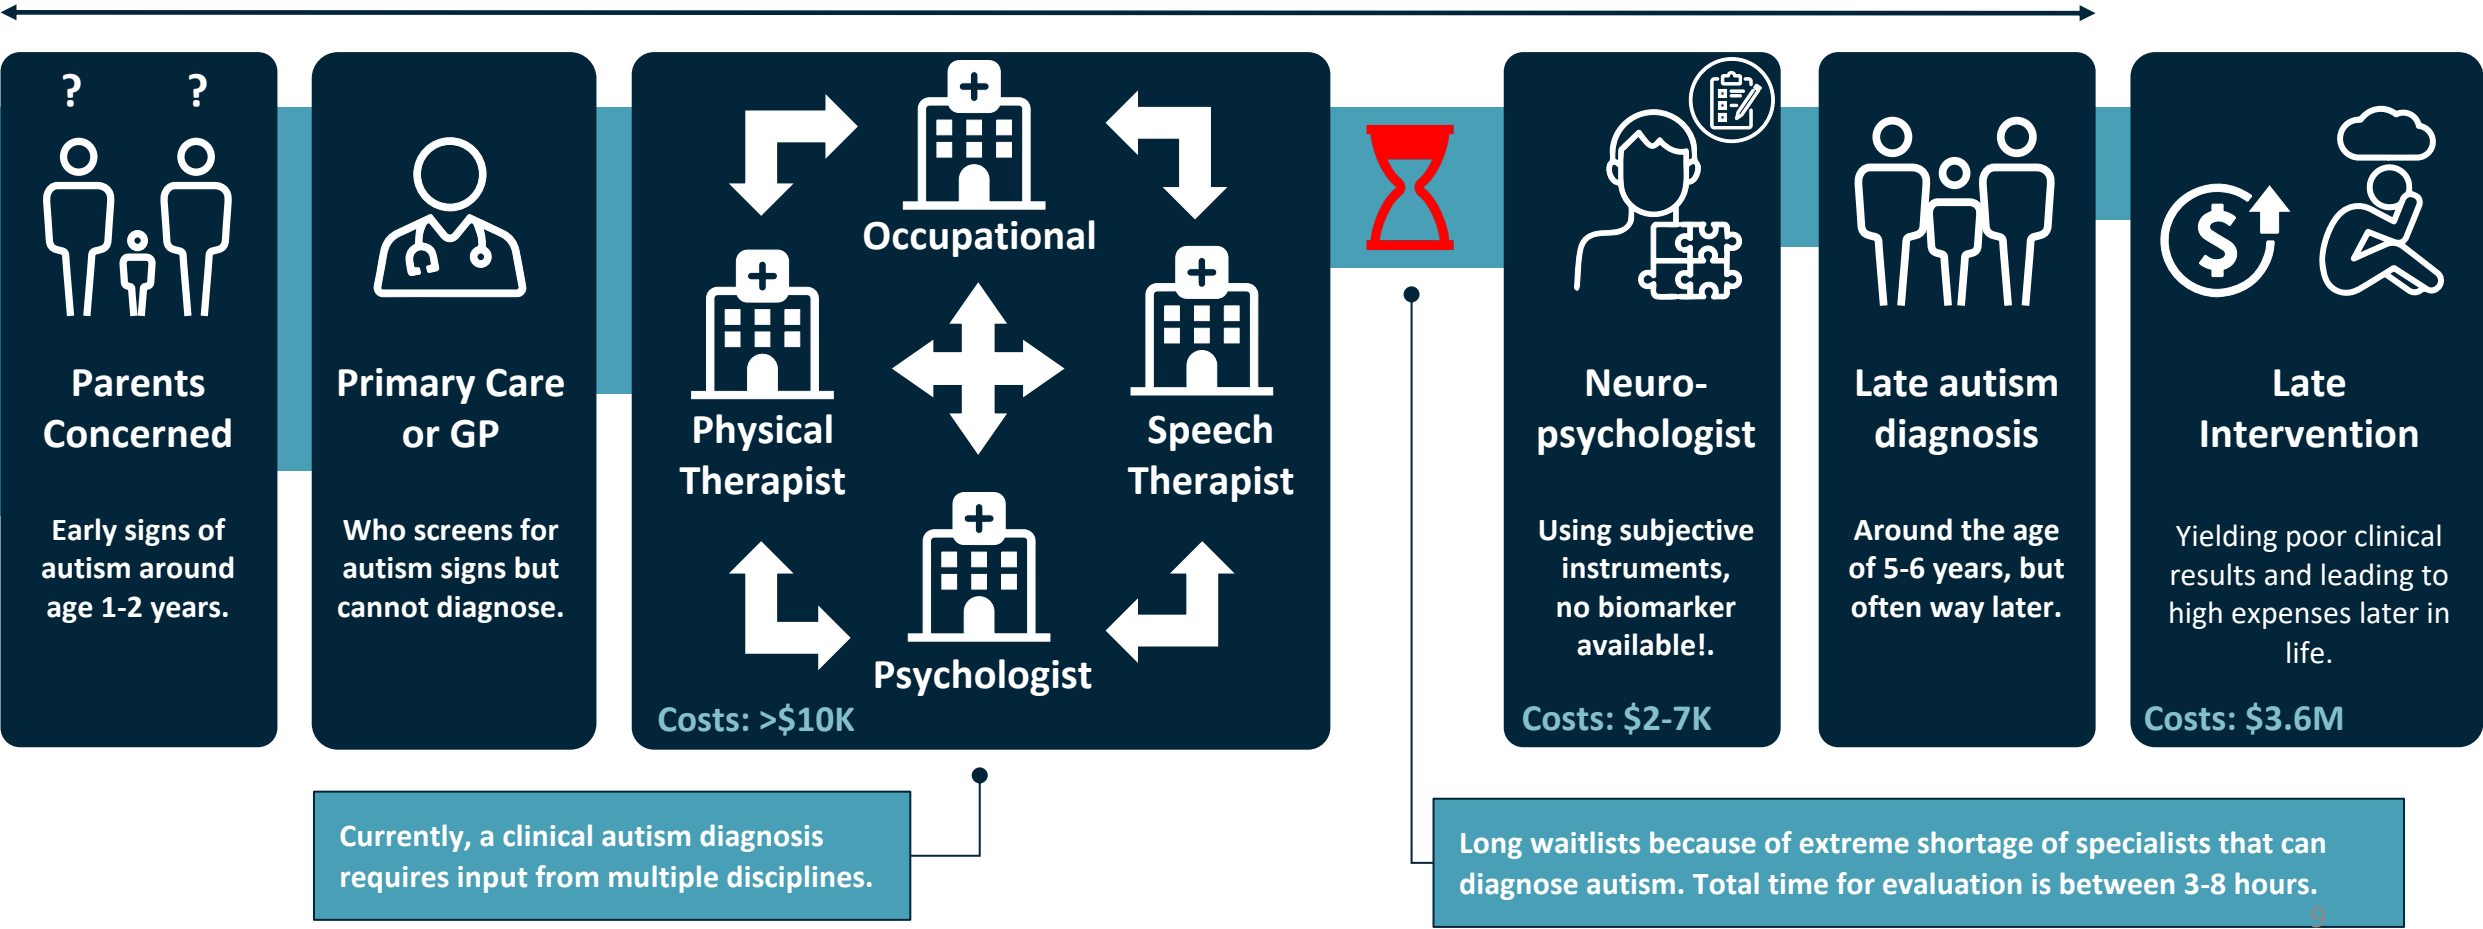 ? ?
Parents
Concerned
Early signs of
autism around
age 1-2 years.
Primary Care
or GP
Who screens for
autism signs but
cannot diagnose.
Occupational
Physical
Therapist
Speech
Therapist
Psychologist
Costs: >$10K
Neuro-
psychologist
Using subjective
instruments,
no biomarker
available!.
Costs: $2-7K
Late autism
diagnosis
Around the age
of 5-6 years, but
often way later.
$
Late
Intervention
Yielding poor clinical
results and leading to
high expenses later in
life.
Costs: $3.6M
Currently, a clinical autism diagnosis
requires input from multiple disciplines.
Long waitlists because of extreme shortage of specialists that can
diagnose autism. Total time for evaluation is between 3-8 hours.
9